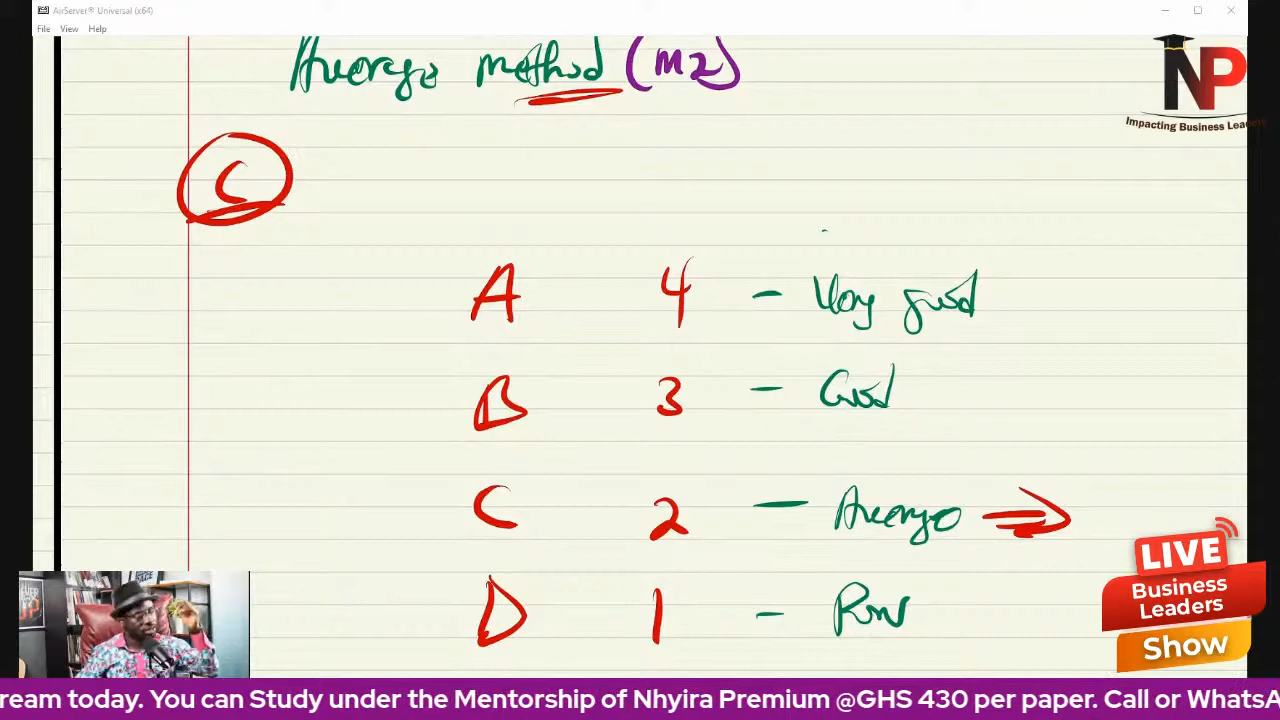 AirServer® Universal (x64)
File View Help
Average method (M2)
NP
Impacting Business Leaders
C
A 4 - Very good
B 3 - Good
C 2 - Average ⇒
D 1 - Poor
LIVE
Business
Leaders
Show
ream today. You can Study under the Mentorship of Nhyira Premium @GHS 430 per paper. Call or WhatsA